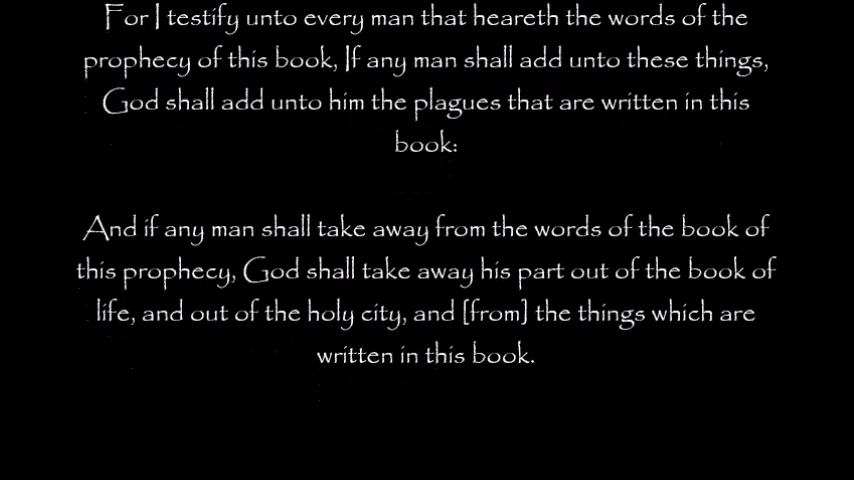 For I testify unto every man that heareth the words of the
prophecy of this book, If any man shall add unto these things,
God shall add unto him the plagues that are written in this
book:
And if any man shall take away from the words of the book of
this prophecy, God shall take away his part out of the book of
life, and out of the holy city, and [from] the things which are
written in this book.